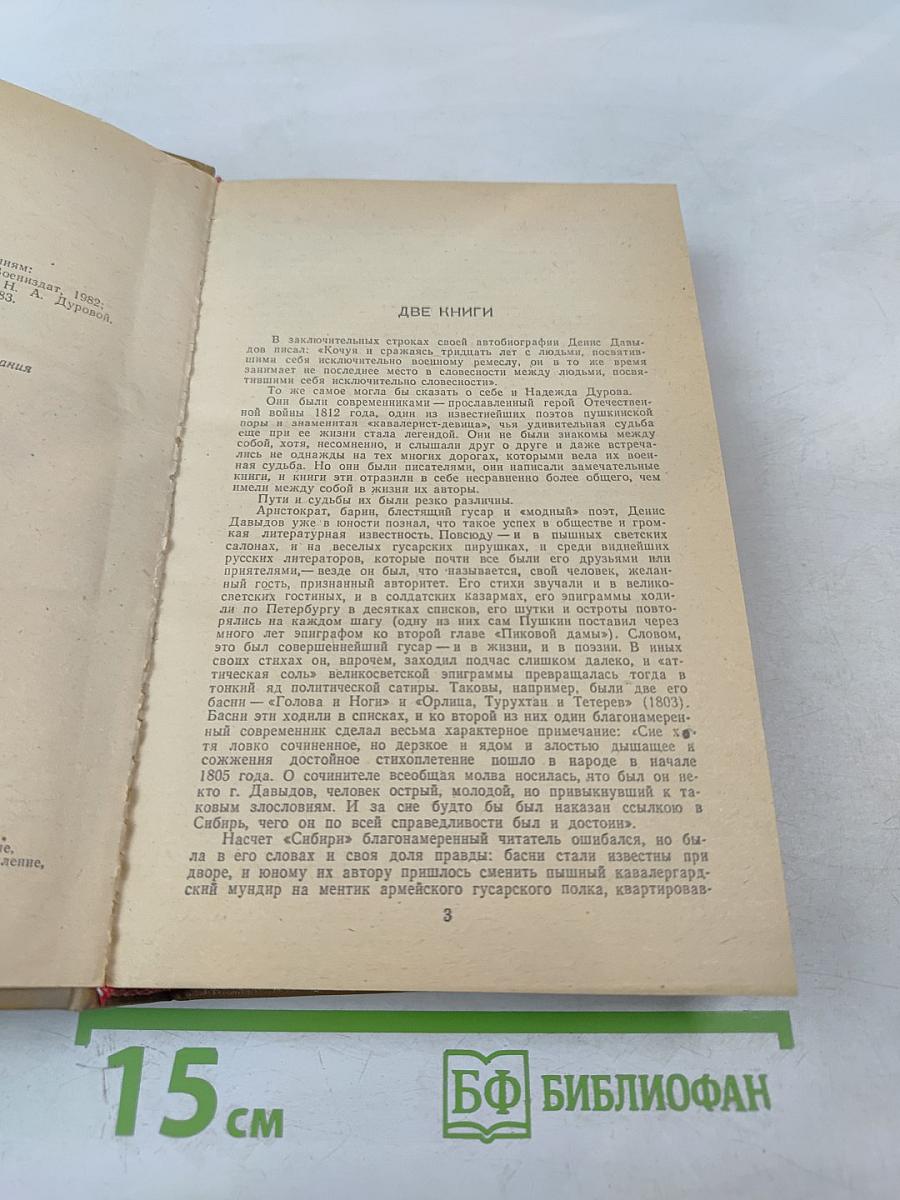 ниям:
Воениздат, 1982;
Н. А. Дуровой.
83.
ания
е,
ление,
ДВЕ КНИГИ
В заключительных строках своей автобиографии Денис Давы-
дов писал: «Кочуя и сражаясь тридцать лет с людьми, посвятив-
шими себя исключительно военному ремеслу, он в то же время
занимает не последнее место в словесности между людьми, посвя-
тившими себя исключительно словесности».
То же самое могла бы сказать о себе и Надежда Дурова.
Они были современниками — прославленный герой Отечествен-
ной войны 1812 года, один из известнейших поэтов пушкинской
поры и знаменитая «кавалерист-девица», чья удивительная судьба
еще при ее жизни стала легендой. Они не были знакомы между
собой, хотя, несомненно, и слышали друг о друге и даже встреча-
лись не однажды на тех многих дорогах, которыми вела их воен-
ная судьба. Но они были писателями, они написали замечательные
книги, и книги эти отразили в себе несравненно более общего, чем
имели между собой в жизни их авторы.
Пути и судьбы их были резко различны.
Аристократ, барин, блестящий гусар и «модный» поэт, Денис
Давыдов уже в юности познал, что такое успех в обществе и гром-
кая литературная известность. Повсюду — и в пышных светских
салонах, и на веселых гусарских пирушках, и среди виднейших
русских литераторов, которые почти все были его друзьями или
приятелями,— везде он был, что называется, свой человек, желан-
ный гость, признанный авторитет. Его стихи звучали и в велико-
светских гостиных, и в солдатских казармах, его эпиграммы ходи-
ли по Петербургу в десятках списков, его шутки и остроты повто-
рялись на каждом шагу (одну из них сам Пушкин поставил через
много лет эпиграфом ко второй главе «Пиковой дамы»). Словом,
это был совершеннейший гусар — и в жизни, и в поэзии. В иных
своих стихах он, впрочем, заходил подчас слишком далеко, и «ат-
тическая соль» великосветской эпиграммы превращалась тогда в
тонкий яд политической сатиры. Таковы, например, были две его
басни — «Голова и Ноги» и «Орлица, Турухтан и Тетерев» (1803).
Басни эти ходили в списках, и ко второй из них один благонамерен-
ный современник сделал весьма характерное примечание: «Сие хо-
тя ловко сочиненное, но дерзкое и ядом и злостью дышащее и
сожжения достойное стихоплетение пошло в народе в начале
1805 года. О сочинителе всеобщая молва носилась, что был он не-
кто г. Давыдов, человек острый, молодой, но привыкнувший к та-
ковым злословиям. И за сие будто бы был наказан ссылкою в
Сибирь, чего он по всей справедливости был и достоин».
Насчет «Сибири» благонамеренный читатель ошибался, но бы-
ла в его словах и своя доля правды: басни стали известны при
дворе, и юному их автору пришлось сменить пышный кавалергард-
ский мундир на ментик армейского гусарского полка, квартировав-
3
15 см
БФ БИБЛИОФАН